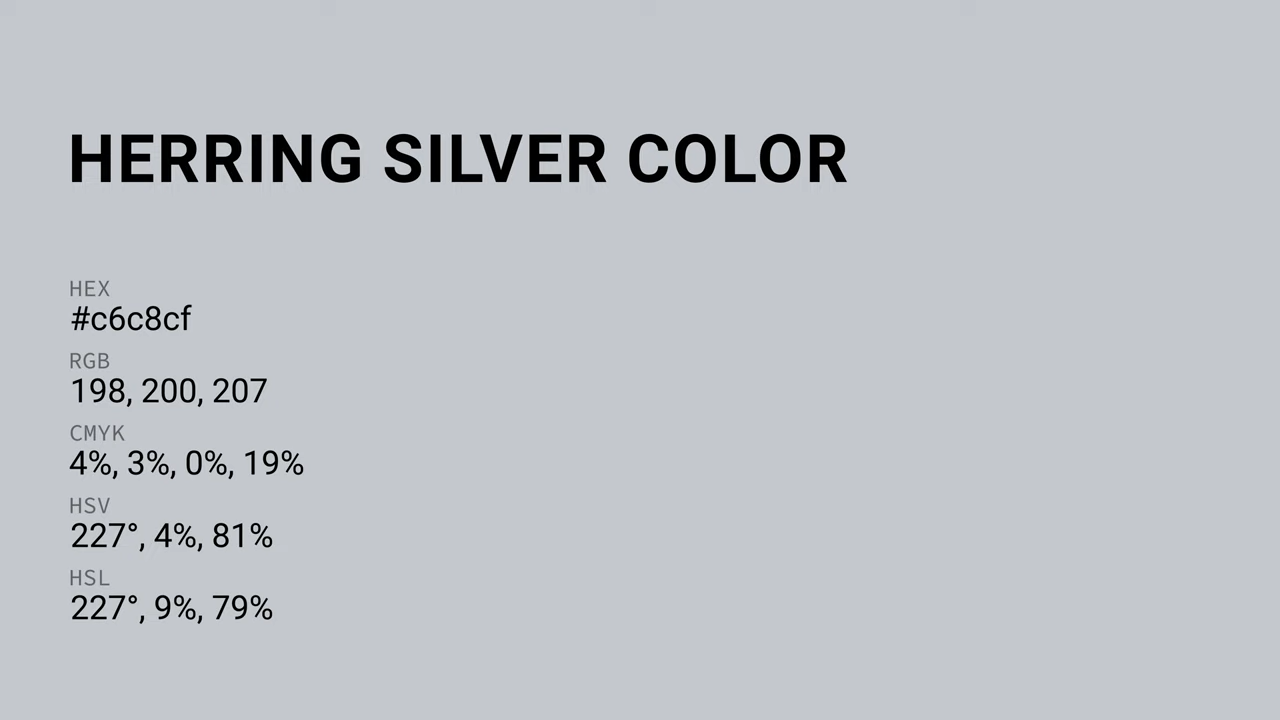 HERRING SILVER COLOR
HEX
#c6c8cf
RGB
198, 200, 207
CMYK
4%, 3%, 0%, 19%
HSV
227°, 4%, 81%
HSL
227°, 9%, 79%